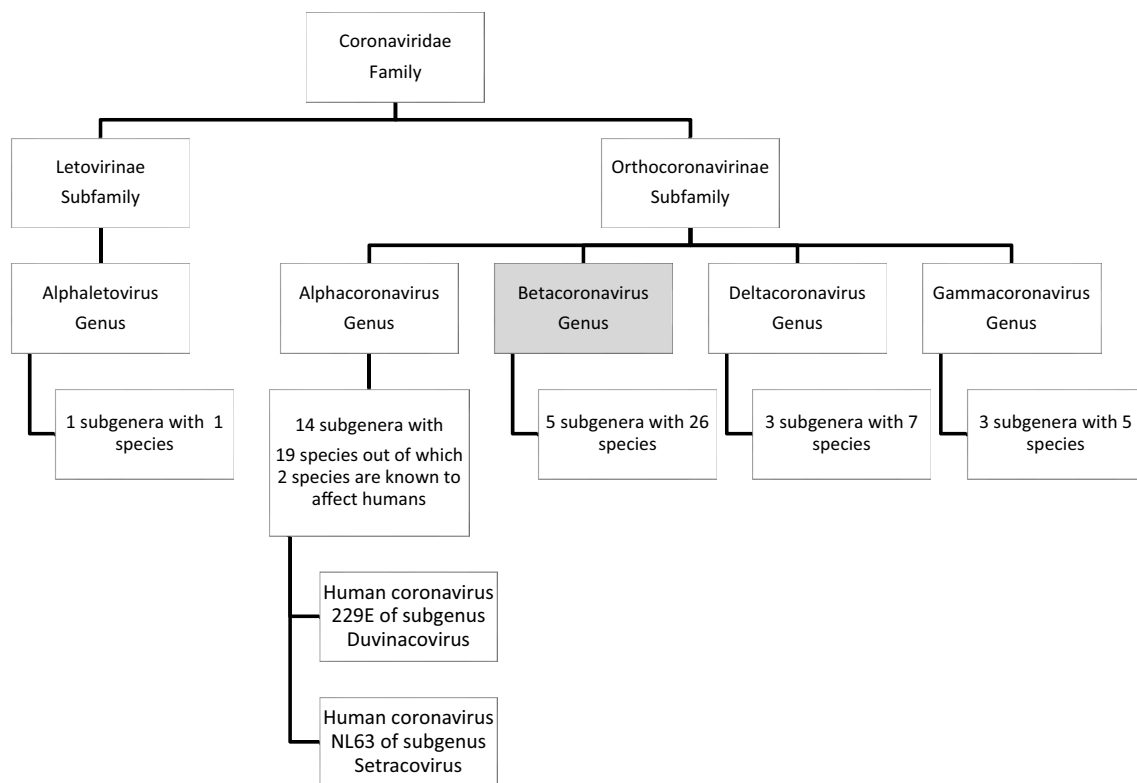 Coronaviridae
Family
Letovirinae
Subfamily
Orthocoronavirinae
Subfamily
Alphaletovirus
Genus
Alphacoronavirus
Genus
Betacoronavirus
Genus
Deltacoronavirus
Genus
Gammacoronavirus
Genus
1 subgenera with 1
species
14 subgenera with
19 species out of which
2 species are known to
affect humans
5 subgenera with 26
species
3 subgenera with 7
species
3 subgenera with 5
species
Human coronavirus
229E of subgenus
Duvinacovirus
Human coronavirus
NL63 of subgenus
Setracovirus